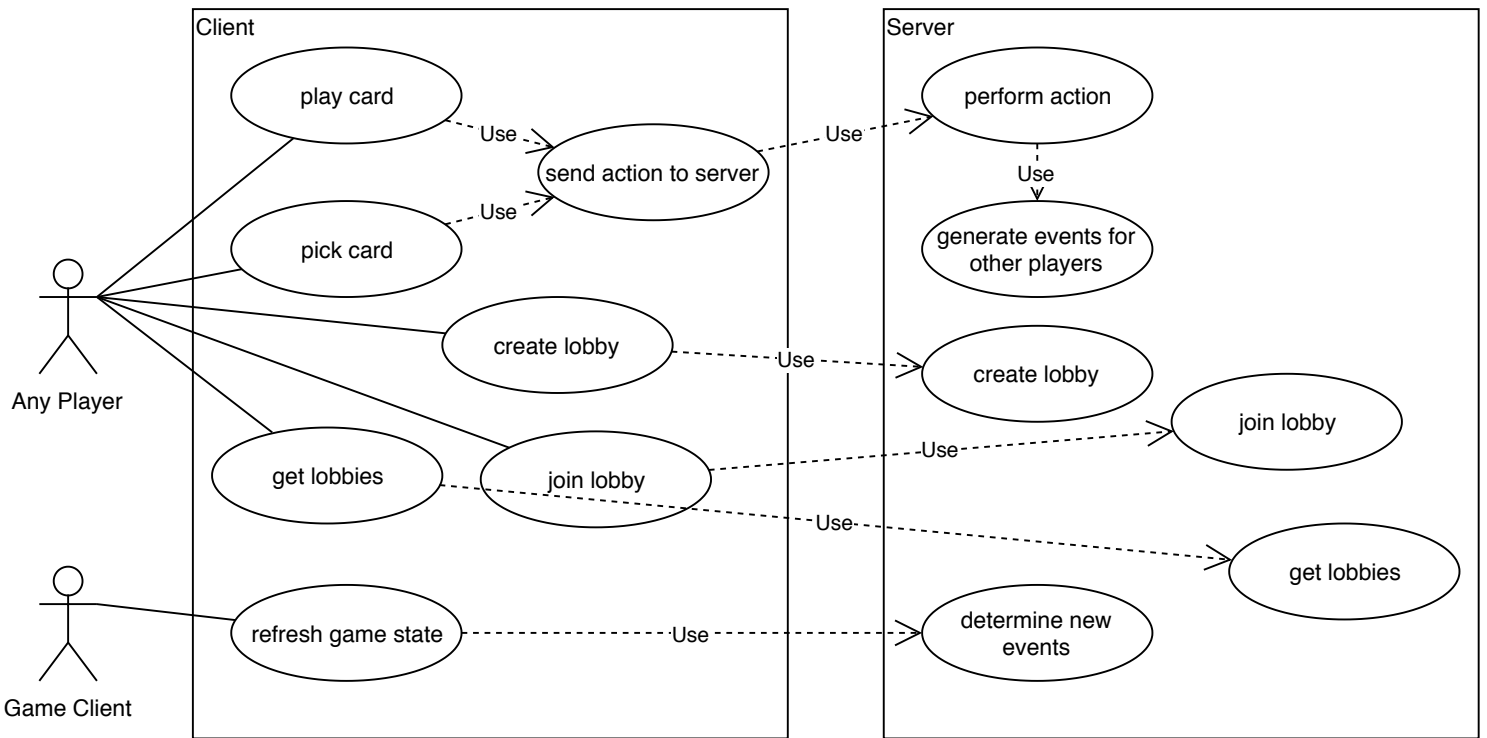 Client
Server
play card
perform action
Use
Use
send action to server
Use
Use
pick card
generate events for
other players
create lobby
Use
create lobby
Any Player
join lobby
Use
get lobbies
join lobby
Use
get lobbies
refresh game state
Use
determine new
events
Game Client